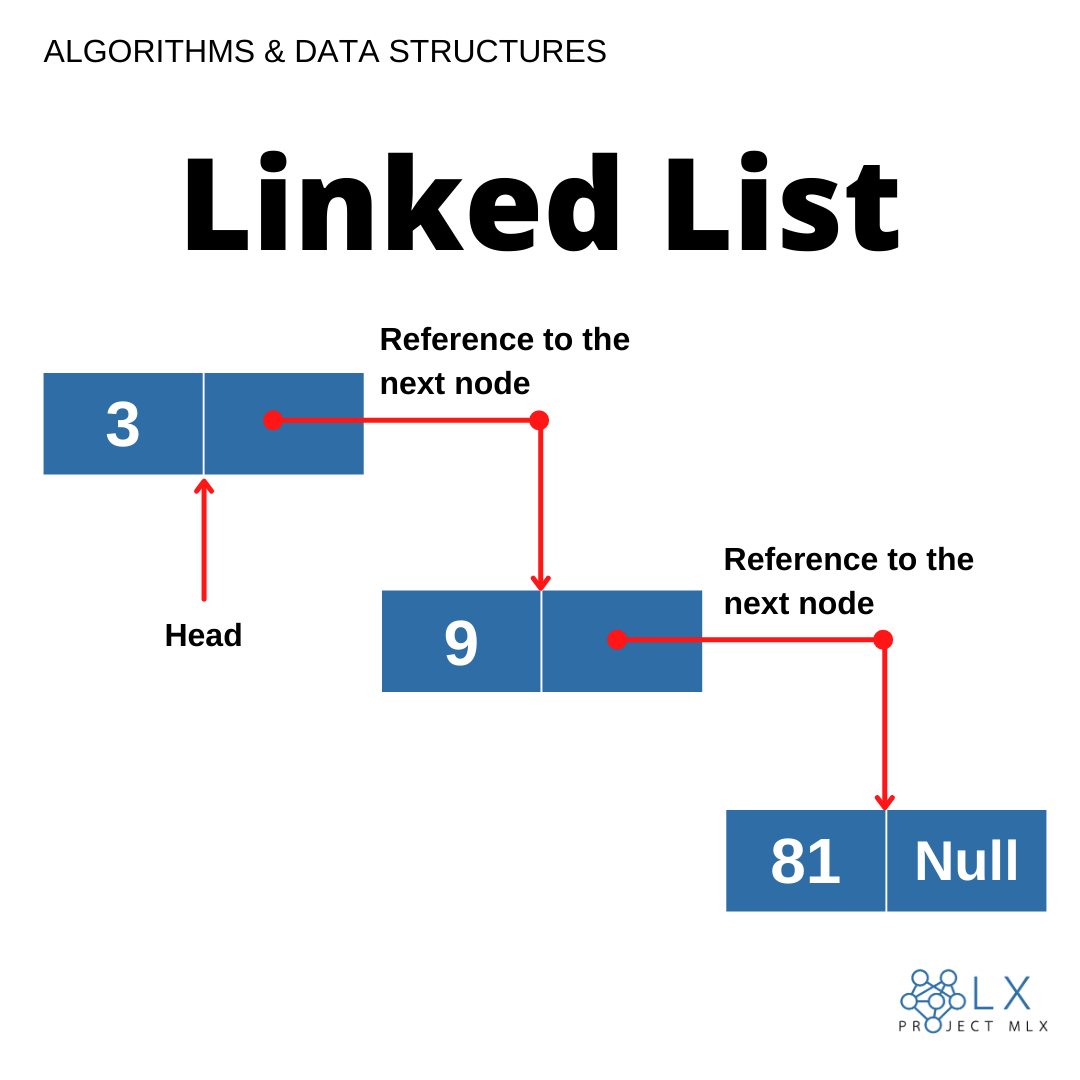 ALGORITHMS & DATA STRUCTURES
Linked List
Reference to the
next node
3
Head
Reference to the
next node
9
81 Null
LX
PROJECT MLX